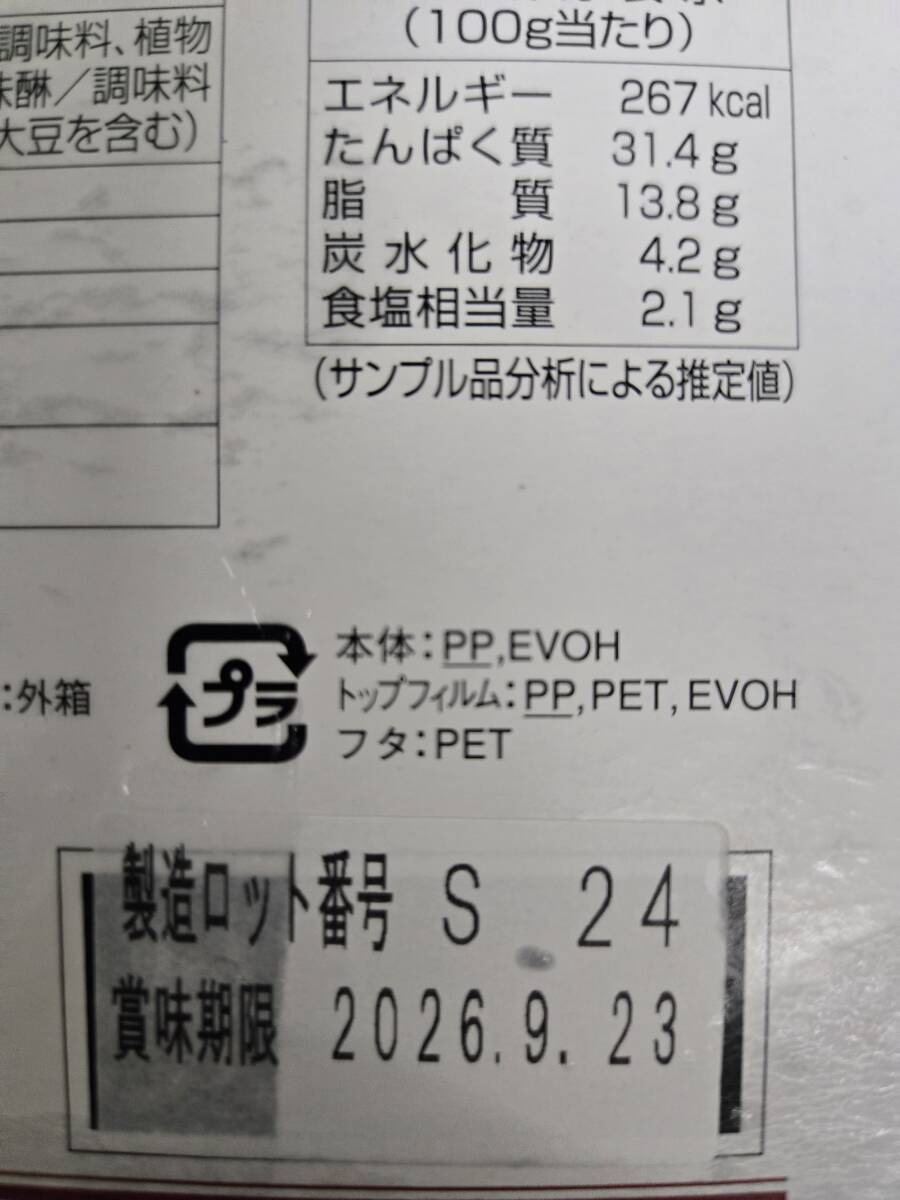 (100g当たり)
調味料、植物
醂/調味料
大豆を含む)
エネルギー 267 kcal
たんぱく質 31.4 g
脂質 13.8 g
炭水化物 4.2 g
食塩相当量 2.1 g
(サンプル品分析による推定値)
:外箱
プラ
本体:PP,EVOH
トップフィルム:PP,PET,EVOH
フタ:PET
製造ロット番号 S 24
賞味期限 2026.9.23